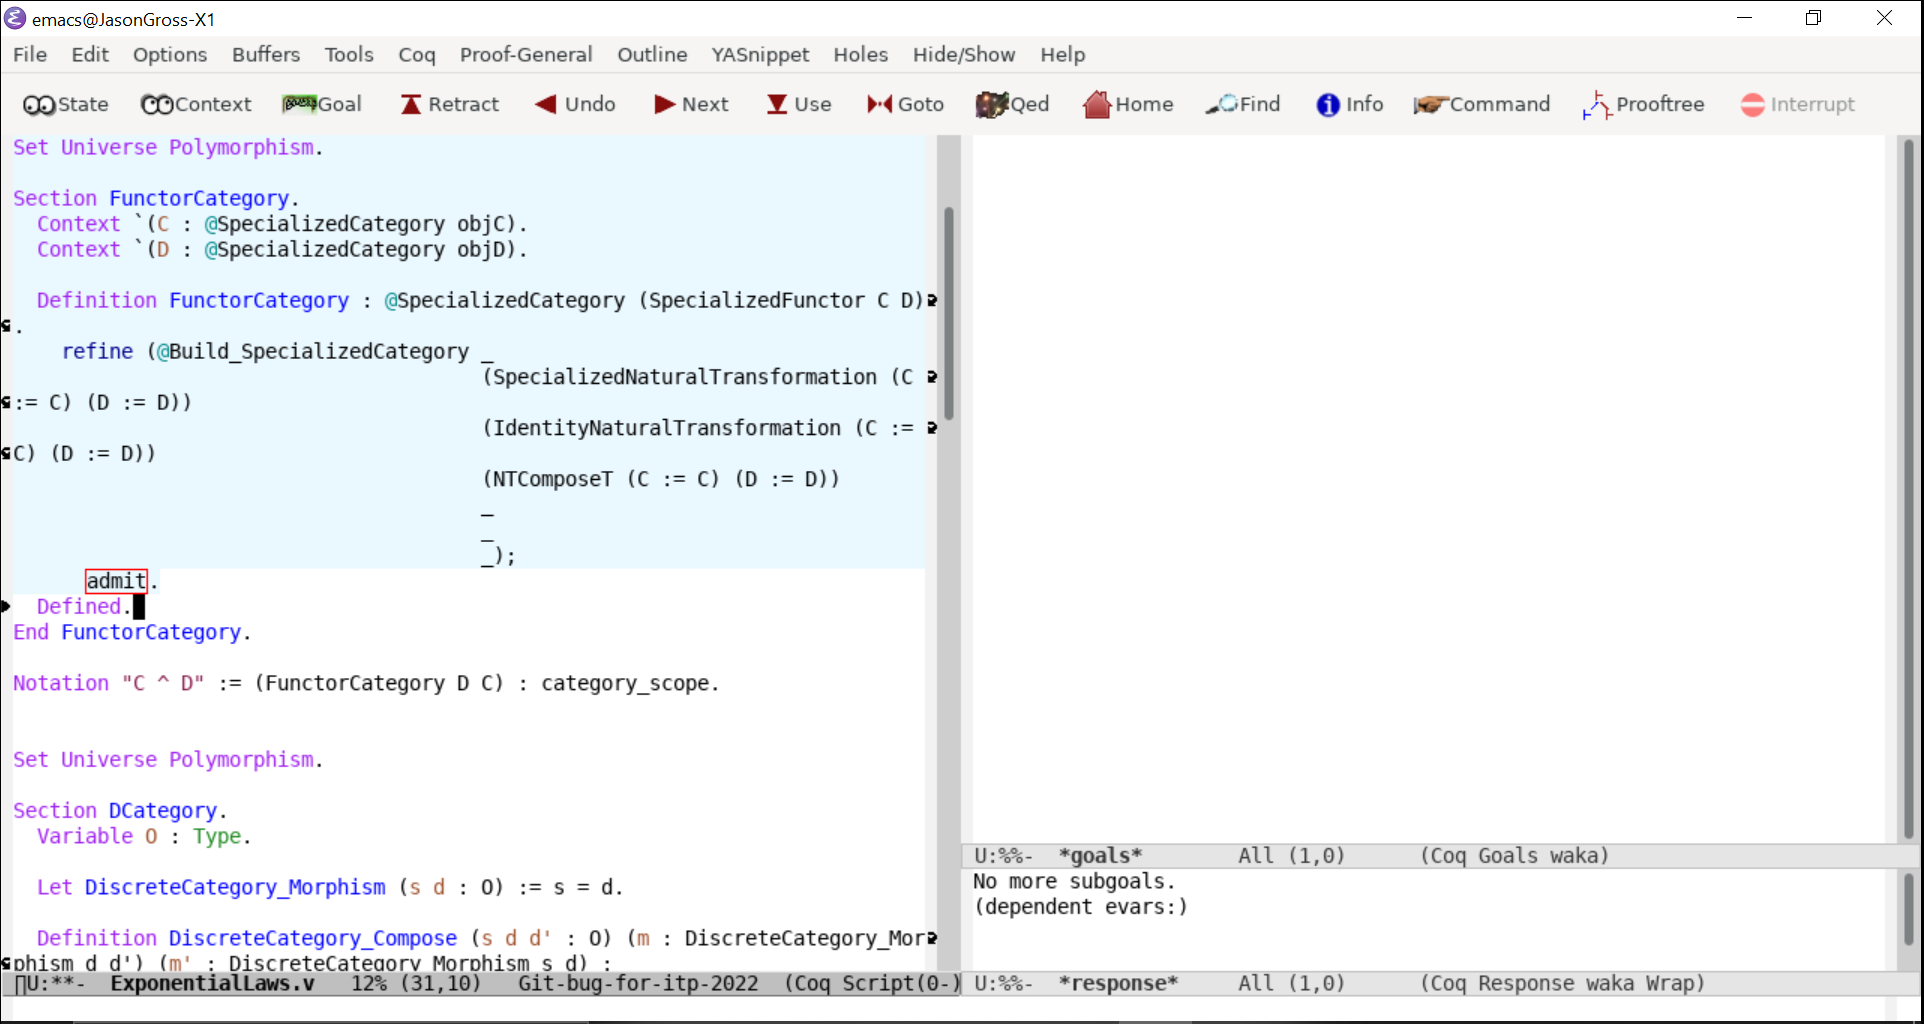 emacs@JasonGross-X1
File Edit Options Buffers Tools Coq Proof-General Outline YASnippet Holes Hide/Show Help
State Context Goal Retract Undo Next Use Goto Qed Home Find Info Command Prooftree Interrupt
Set Universe Polymorphism.
Section FunctorCategory.
Context `(C : @SpecializedCategory objC).
Context `(D : @SpecializedCategory objD).
Definition FunctorCategory : @SpecializedCategory (SpecializedFunctor C D)
.
refine (@Build_SpecializedCategory _
(SpecializedNaturalTransformation (C
:= C) (D := D))
(IdentityNaturalTransformation (C :=
C) (D := D))
(NTComposeT (C := C) (D := D))
_
_
_);
admit.
Defined.
End FunctorCategory.
Notation "C ^ D" := (FunctorCategory D C) : category_scope.
Set Universe Polymorphism.
Section DCategory.
Variable O : Type.
Let DiscreteCategory_Morphism (s d : O) := s = d.
Definition DiscreteCategory_Compose (s d d' : O) (m : DiscreteCategory_Mor
phism d d') (m' : DiscreteCategory_Morphism s d) :
U:**- ExponentialLaws.v 12% (31,10) Git-bug-for-itp-2022 (Coq Script(0-)
U:%%- *goals* All (1,0) (Coq Goals waka)
No more subgoals.
(dependent evars:)
U:%%- *response* All (1,0) (Coq Response waka Wrap)